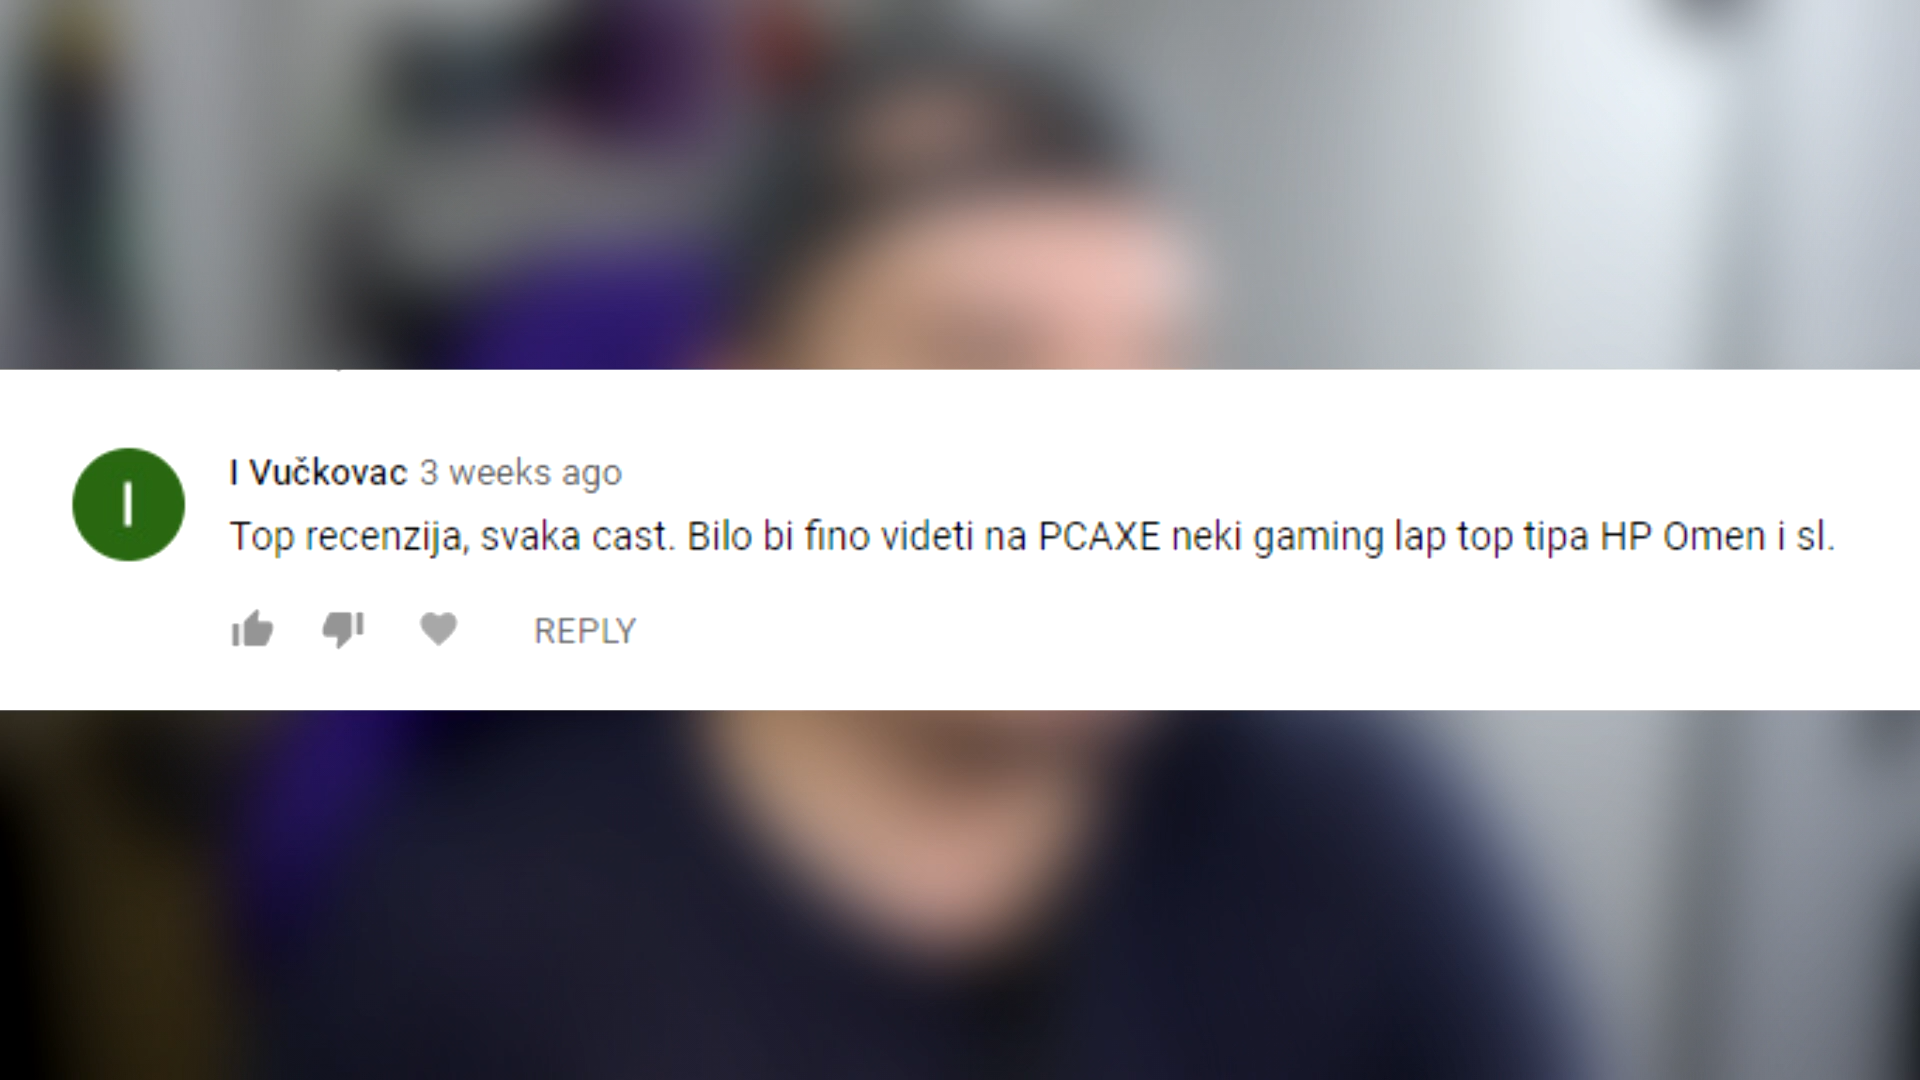 I
I Vučkovac 3 weeks ago
Top recenzija, svaka cast. Bilo bi fino videti na PCAXE neki gaming lap top tipa HP Omen i sl.
REPLY